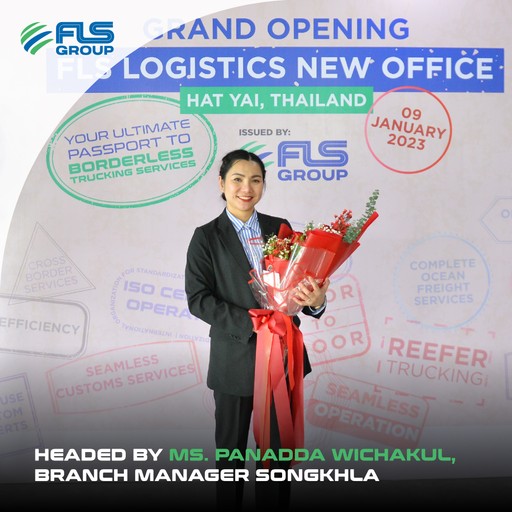 FLS
GROUP
GRAND OPENING
FLS LOGISTICS NEW OFFICE
HAT YAI, THAILAND
09
JANUARY
2023
YOUR ULTIMATE
PASSPORT TO
BORDERLESS
TRUCKING SERVICES
ISSUED BY:
FLS
GROUP
CROSS
BORDER
SERVICES
ISO
OPERA
COMPLETE
OCEAN
FREIGHT
SERVICES
EFFICIENCY
TO
DOOR
SEAMLESS
CUSTOMS SERVICES
REEFER
TRUCKING
SEAMLESS
OPERATION
HEADED BY MS. PANADDA WICHAKUL,
BRANCH MANAGER SONGKHLA